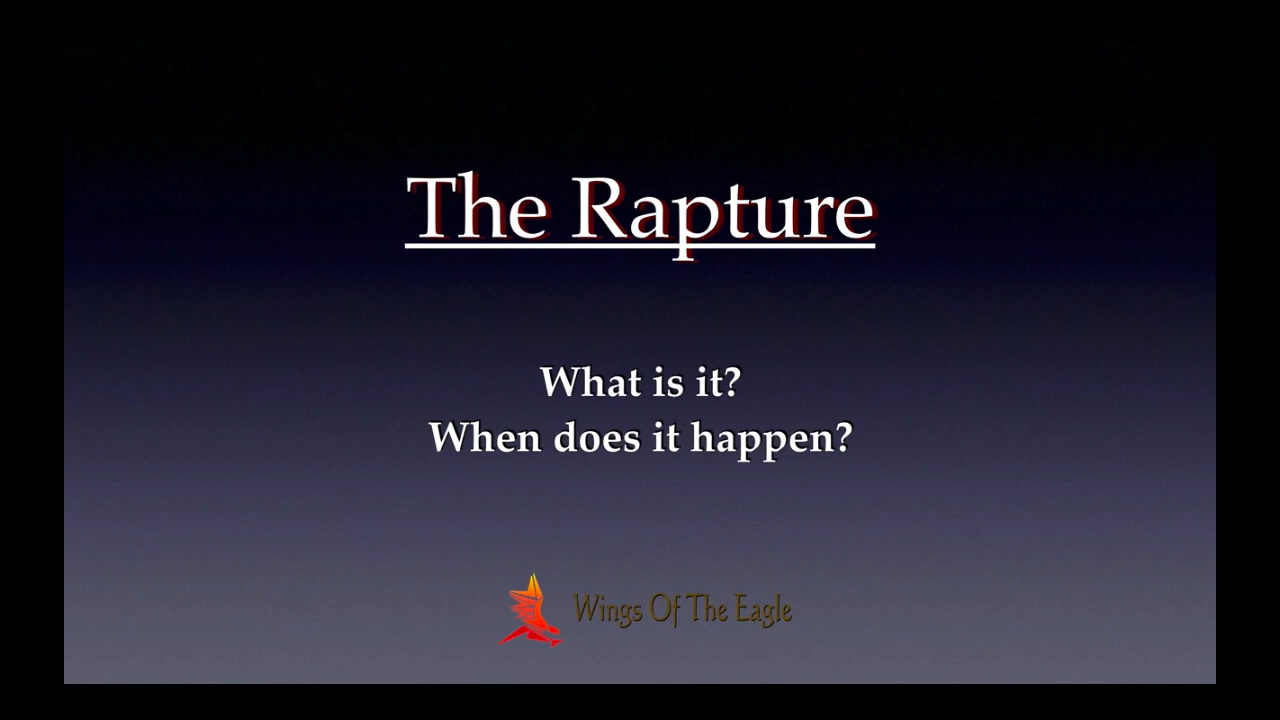 The Rapture
What is it?
When does it happen?
Wings Of The Eagle